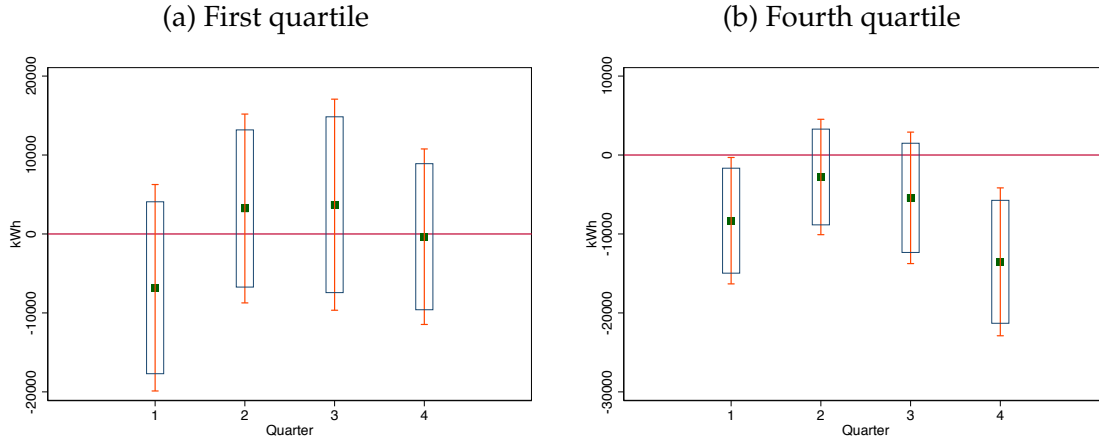 (a) First quartile
20000
10000
0
-10000
-20000
kWh
1 2 3 4
Quarter
(b) Fourth quartile
10000
0
-10000
-20000
-30000
kWh
1 2 3 4
Quarter